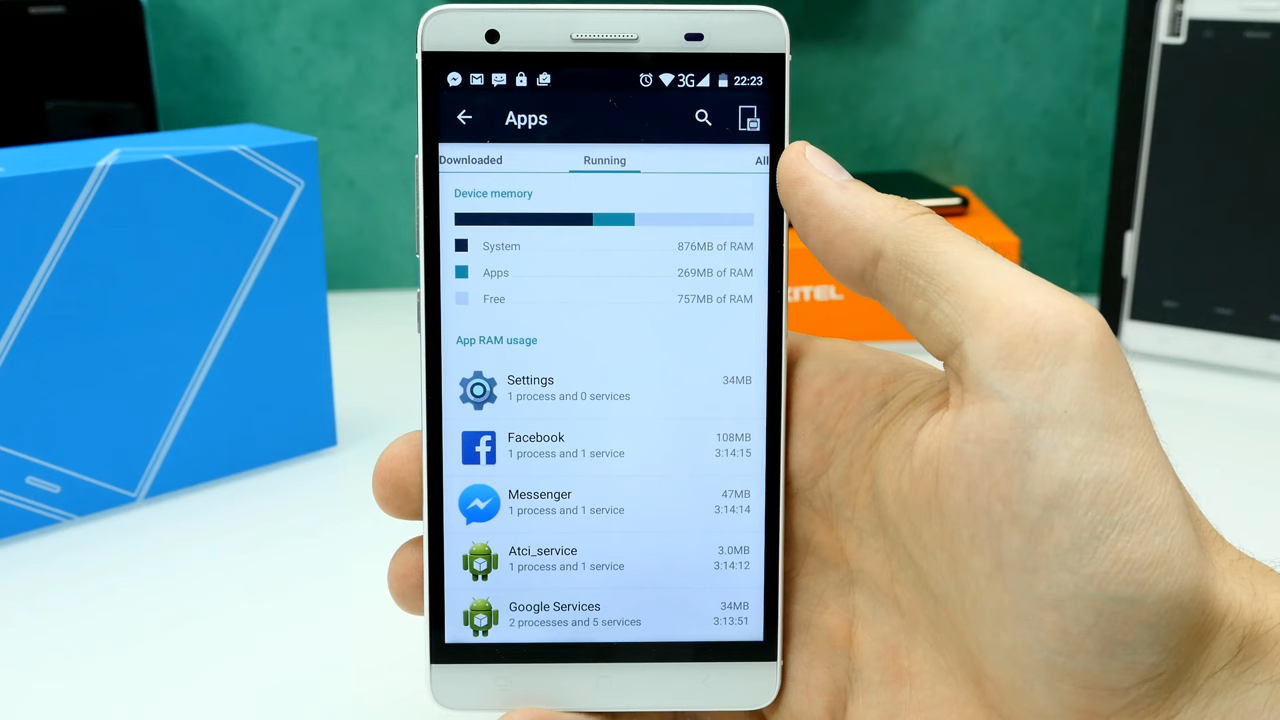 3G 22:23
Apps
Downloaded Running All
Device memory
System 876MB of RAM
Apps 269MB of RAM
Free 757MB of RAM
App RAM usage
Settings 34MB
1 process and 0 services
Facebook 108MB
1 process and 1 service 3:14:15
Messenger 47MB
1 process and 1 service 3:14:14
Atci_service 3.0MB
1 process and 1 service 3:14:12
Google Services 34MB
2 processes and 5 services 3:13:51
ITEL